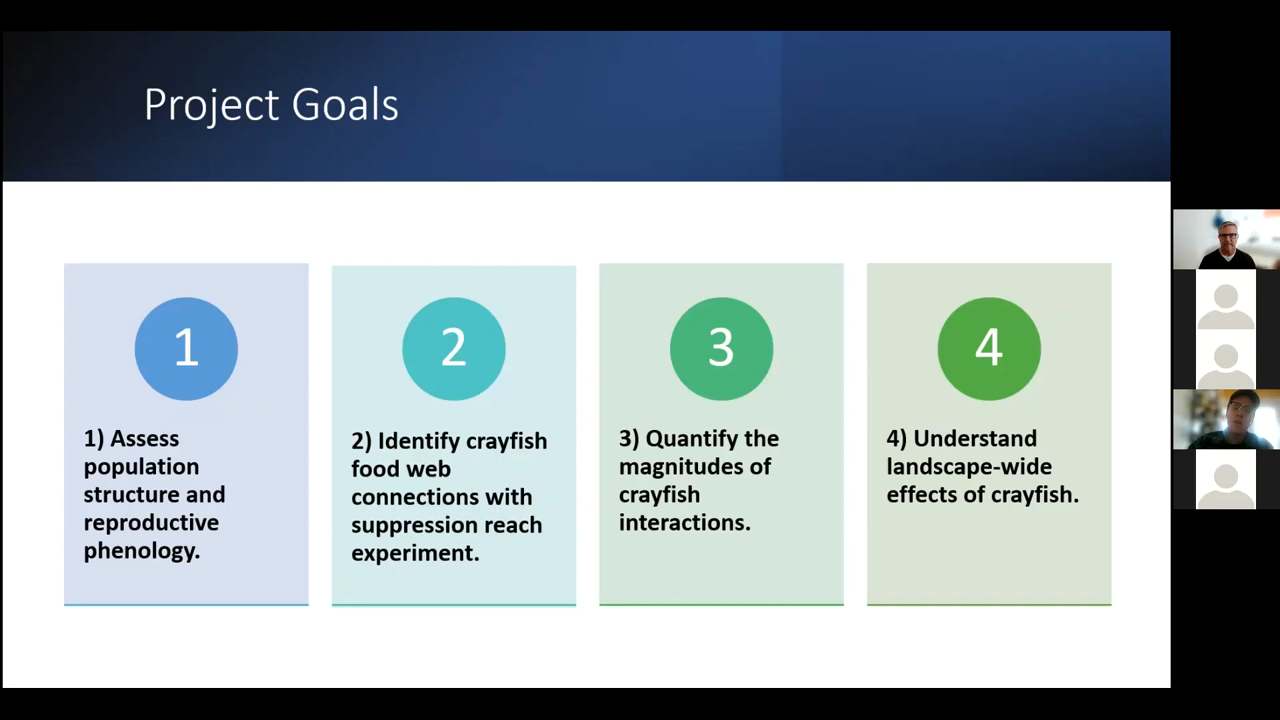 Project Goals
1
1) Assess
population
structure and
reproductive
phenology.
2
2) Identify crayfish
food web
connections with
suppression reach
experiment.
3
3) Quantify the
magnitudes of
crayfish
interactions.
4
4) Understand
landscape-wide
effects of crayfish.